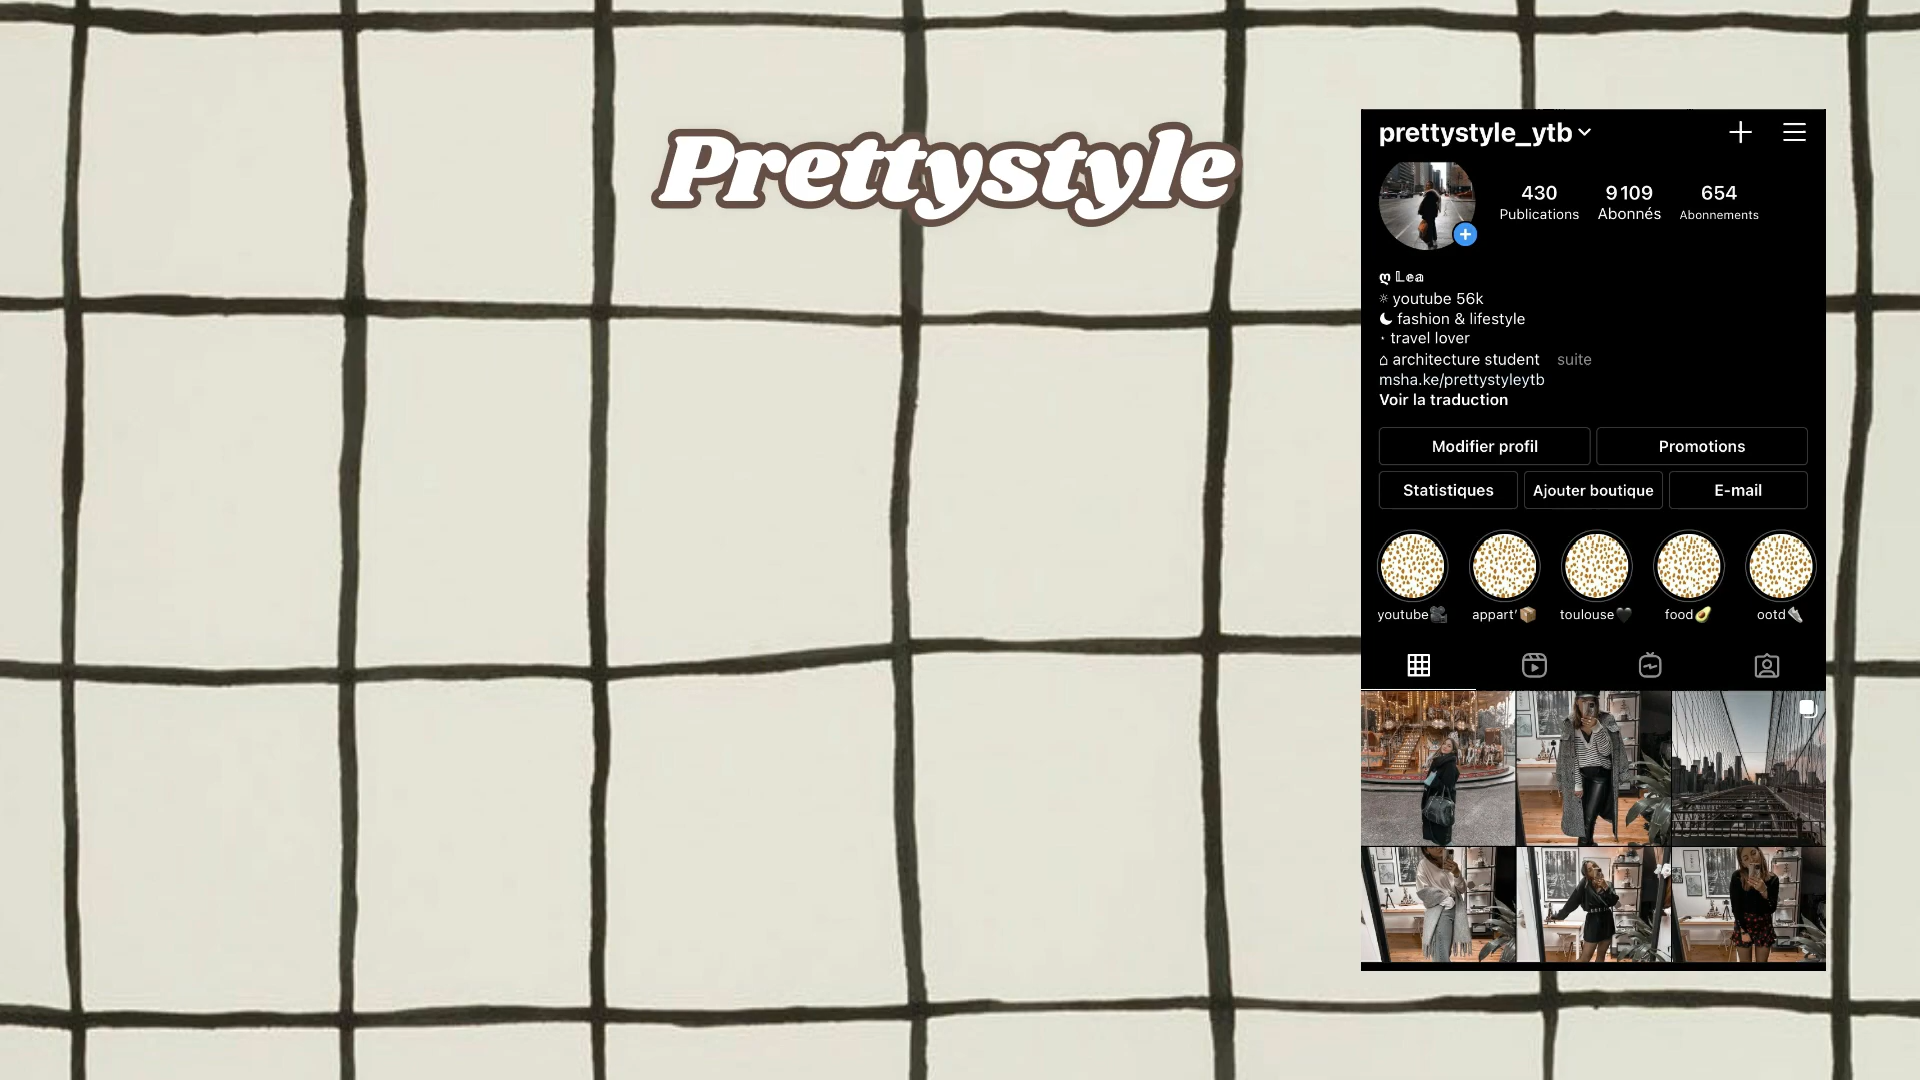 Prettystyle
prettystyle_ytb
430 9 109 654
Publications Abonnés Abonnements
ღ 𝕃𝕖𝕒
☼ youtube 56k
☾ fashion & lifestyle
· travel lover
⌂ architecture student suite
msha.ke/prettystyleytb
Voir la traduction
Modifier profil Promotions
Statistiques Ajouter boutique E-mail
youtube🎥 appart’📦 toulouse🖤 food🥑 ootd👟